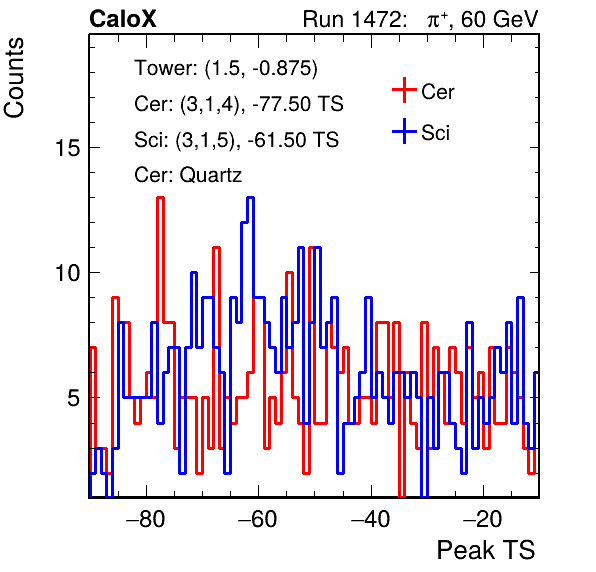 CaloX Run 1472: π⁺, 60 GeV
Counts
Tower: (1.5, -0.875)
Cer: (3,1,4), -77.50 TS
Sci: (3,1,5), -61.50 TS
Cer: Quartz
Cer
Sci
15
10
5
−80 −60 −40 −20
Peak TS